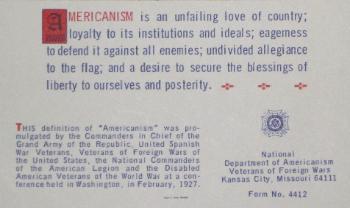 AMERICANISM is an unfailing love of country;
loyalty to its institutions and ideals; eagerness
to defend it against all enemies; undivided allegiance
to the flag; and a desire to secure the blessings of
liberty to ourselves and posterity.
THIS definition of "Americanism" was pro-
mulgated by the Commanders in Chief of
the Grand Army of the Republic, United Spanish
War Veterans, Veterans of Foreign Wars of
the United States, the National Commanders
of the American Legion and the Disabled
American Veterans of the World War at a con-
ference held in Washington, in February, 1927.
National
Department of Americanism
Veterans of Foreign Wars
Kansas City, Missouri 64111
Form No. 4412